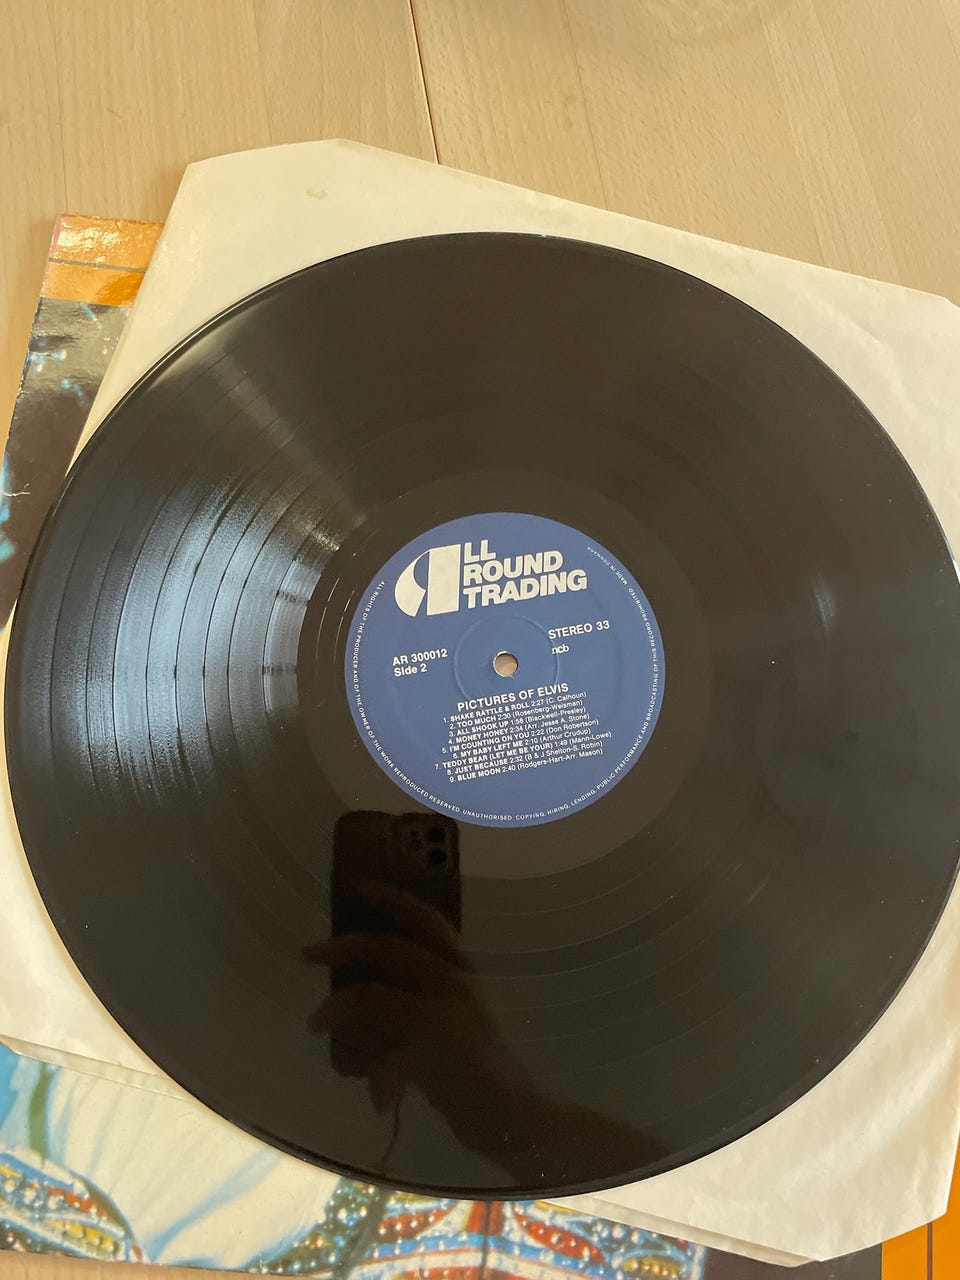 ALL
ROUND
TRADING
AR 300012
Side 2
STEREO 33
ncb
PICTURES OF ELVIS
1. SHAKE RATTLE & ROLL 2:27 (C. Calhoun)
2. TOO MUCH 2:30 (Rosenberg-Weisman)
3. ALL SHOOK UP 1:58 (Blackwell-Presley)
4. MONEY HONEY 2:34 (Arr. Jesse A. Stone)
5. I'M COUNTING ON YOU 2:22 (Don Robertson)
6. MY BABY LEFT ME 2:10 (Arthur Crudup)
7. TEDDY BEAR (LET ME BE YOUR) 1:49 (Mann-Lowe)
8. JUST BECAUSE 2:32 (B & J Shelton-S. Robin)
9. BLUE MOON 2:40 (Rodgers-Hart-Arr. Mason)
ALL RIGHTS OF THE PRODUCER AND OF THE OWNER OF THE WORK REPRODUCED RESERVED. UNAUTHORISED. COPYING, HIRING, LENDING, PUBLIC PERFORMANCE AND BROADCASTING OF THIS RECORD PROHIBITED. MADE IN DENMARK